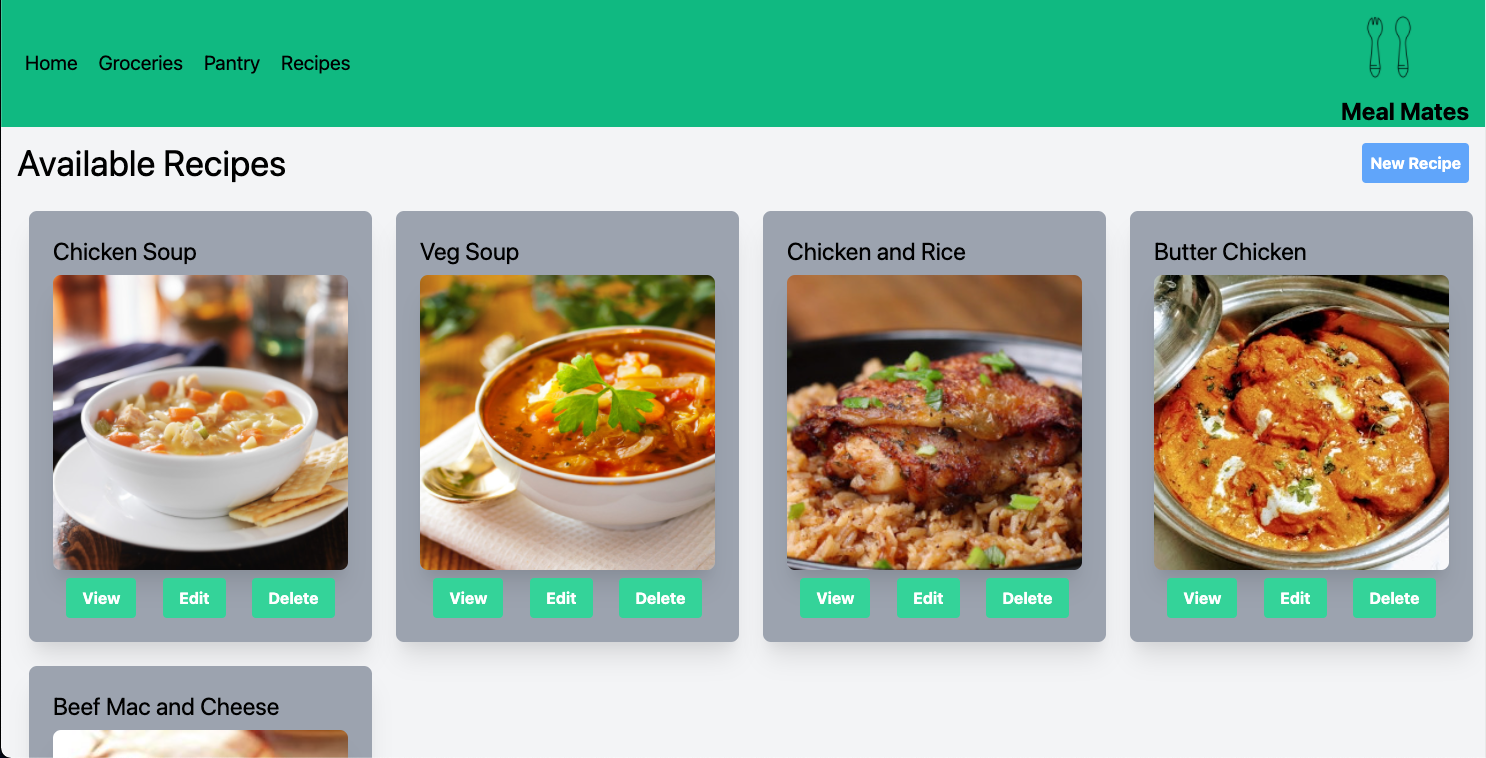 Home Groceries Pantry Recipes
Meal Mates
Available Recipes
New Recipe
Chicken Soup
Veg Soup
Chicken and Rice
Butter Chicken
View Edit Delete
View Edit Delete
View Edit Delete
View Edit Delete
Beef Mac and Cheese